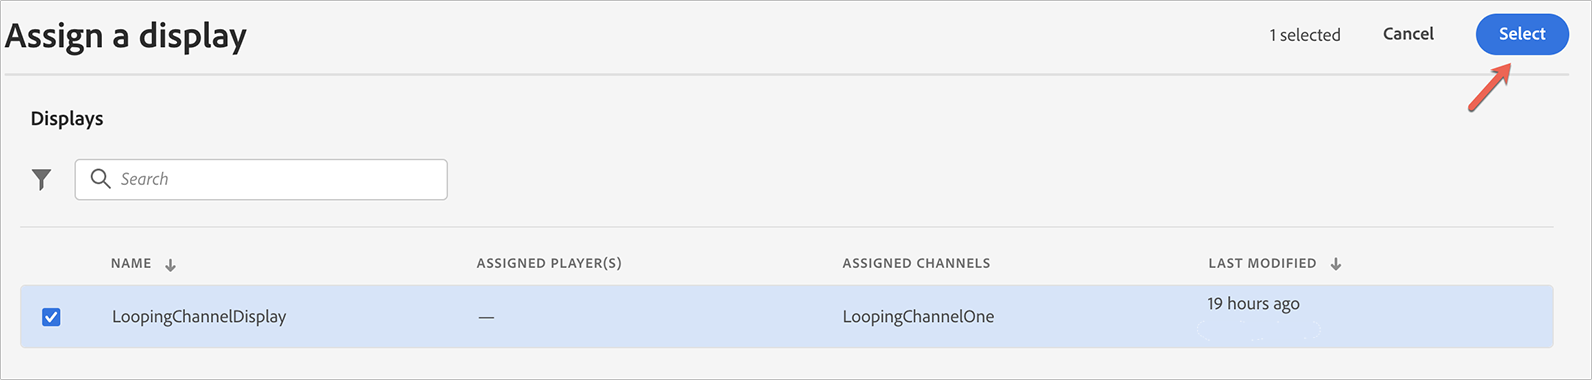 Assign a display
1 selected Cancel Select
Displays
Search
NAME ASSIGNED PLAYER(S) ASSIGNED CHANNELS LAST MODIFIED
LoopingChannelDisplay — LoopingChannelOne 19 hours ago